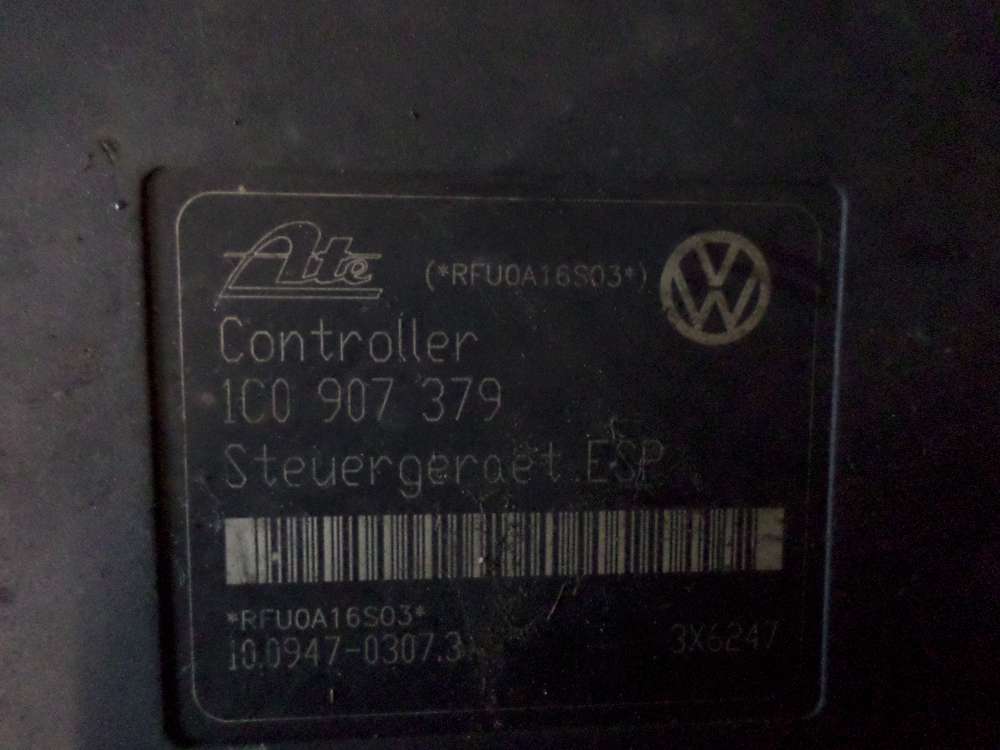 Ate (*RFU0A16S03*)
Controller
1C0 907 379
Steuergeraet ESP
*RFU0A16S03*
10.0947-0307.3 3X6247